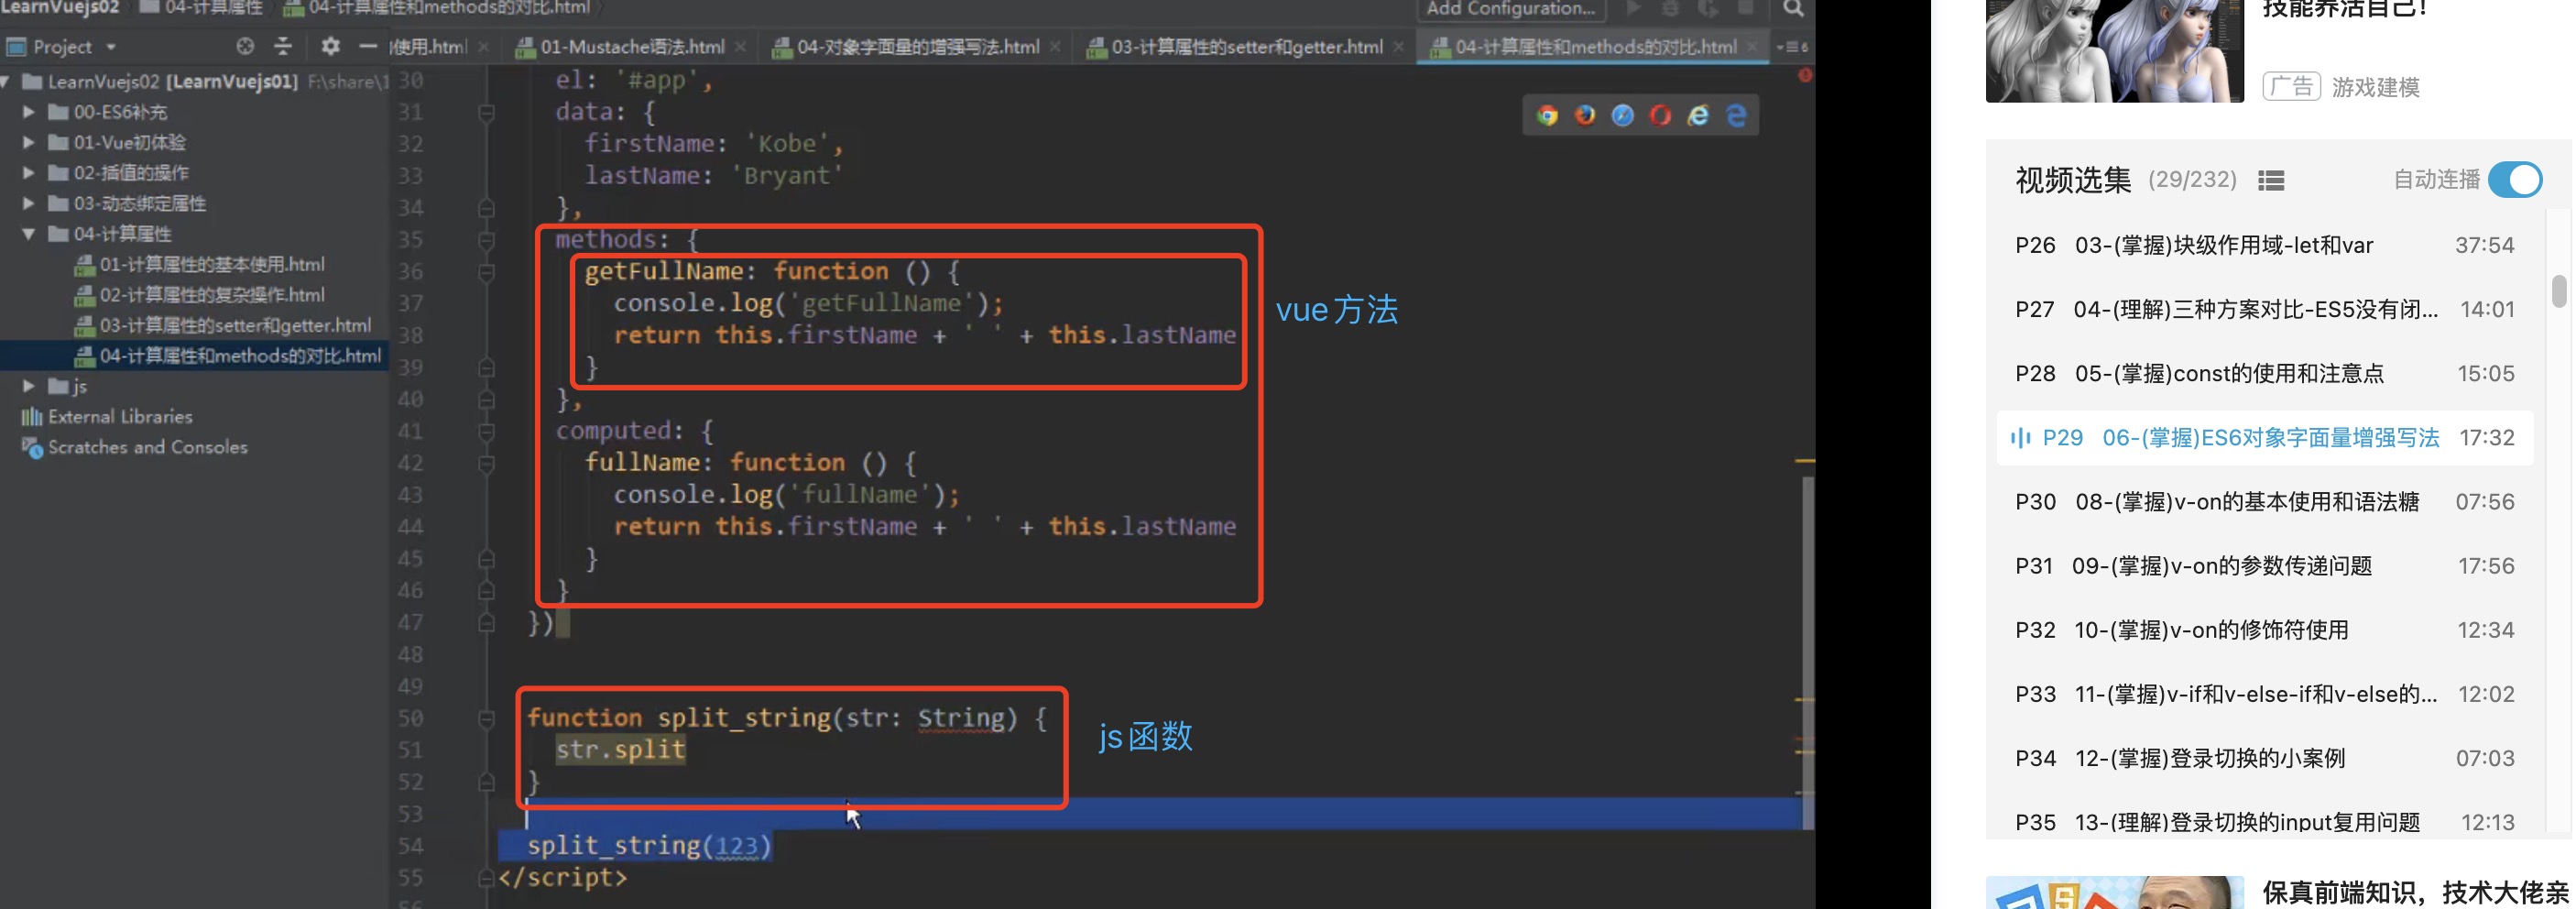 LearnVuejs02 04-计算属性 04-计算属性和methods的对比.html
Add Configuration...
Project
使用.html 01-Mustache语法.html 04-对象字面量的增强写法.html 03-计算属性的setter和getter.html 04-计算属性和methods的对比.html
LearnVuejs02 [LearnVuejs01] F:\share\1
00-ES6补充
01-Vue初体验
02-插值的操作
03-动态绑定属性
04-计算属性
01-计算属性的基本使用.html
02-计算属性的复杂操作.html
03-计算属性的setter和getter.html
04-计算属性和methods的对比.html
js
External Libraries
Scratches and Consoles
30 el: '#app',
31 data: {
32 firstName: 'Kobe',
33 lastName: 'Bryant'
34 },
35 methods: {
36 getFullName: function () {
37 console.log('getFullName');
38 return this.firstName + ' ' + this.lastName
39 }
40 },
41 computed: {
42 fullName: function () {
43 console.log('fullName');
44 return this.firstName + ' ' + this.lastName
45 }
46 }
47 })
48
49
50 function split_string(str: String) {
51 str.split
52 }
53
54 split_string(123)
55 </script>
vue方法
js函数
技能养活自己!
广告 游戏建模
视频选集 (29/232) 自动连播
P26 03-(掌握)块级作用域-let和var 37:54
P27 04-(理解)三种方案对比-ES5没有闭... 14:01
P28 05-(掌握)const的使用和注意点 15:05
P29 06-(掌握)ES6对象字面量增强写法 17:32
P30 08-(掌握)v-on的基本使用和语法糖 07:56
P31 09-(掌握)v-on的参数传递问题 17:56
P32 10-(掌握)v-on的修饰符使用 12:34
P33 11-(掌握)v-if和v-else-if和v-else的... 12:02
P34 12-(掌握)登录切换的小案例 07:03
P35 13-(理解)登录切换的input复用问题 12:13
保真前端知识，技术大佬亲